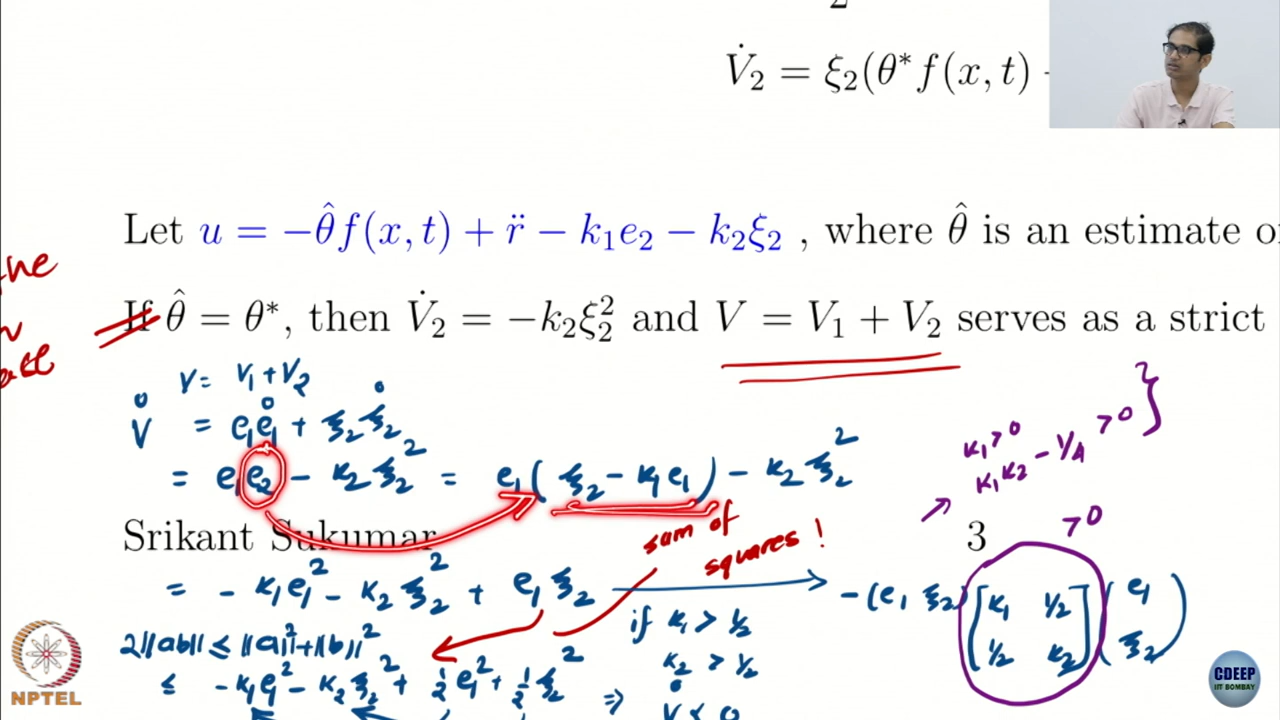 2
V̇₂ = ξ₂(θ*f(x, t) -
Let u = −θ̂f(x, t) + r̈ − k₁e₂ − k₂ξ₂ , where θ̂ is an estimate o
If θ̂ = θ*, then V̇₂ = −k₂ξ₂² and V = V₁ + V₂ serves as a strict
V = V₁ + V₂
V̇ = e₁ė₁ + ξ₂ξ̇₂
= e₁e₂ − k₂ξ₂² = e₁(ξ₂ − k₁e₁) − k₂ξ₂²
k₁ > 0
k₁k₂ − 1/4 > 0 }
Srikant Sukumar 3
sum of
squares !
> 0
= − k₁e₁² − k₂ξ₂² + e₁ξ₂ → −(e₁ ξ₂) [k₁ 1/2
1/2 k₂] (e₁
ξ₂)
2||ab|| ≤ ||a||² + ||b||²
if k₁ > 1/2
k₂ > 1/2
≤ − k₁e₁² − k₂ξ₂² + 1/2 e₁² + 1/2 ξ₂² ⇒ V̇ < 0
NPTEL
CDEEP
IIT BOMBAY